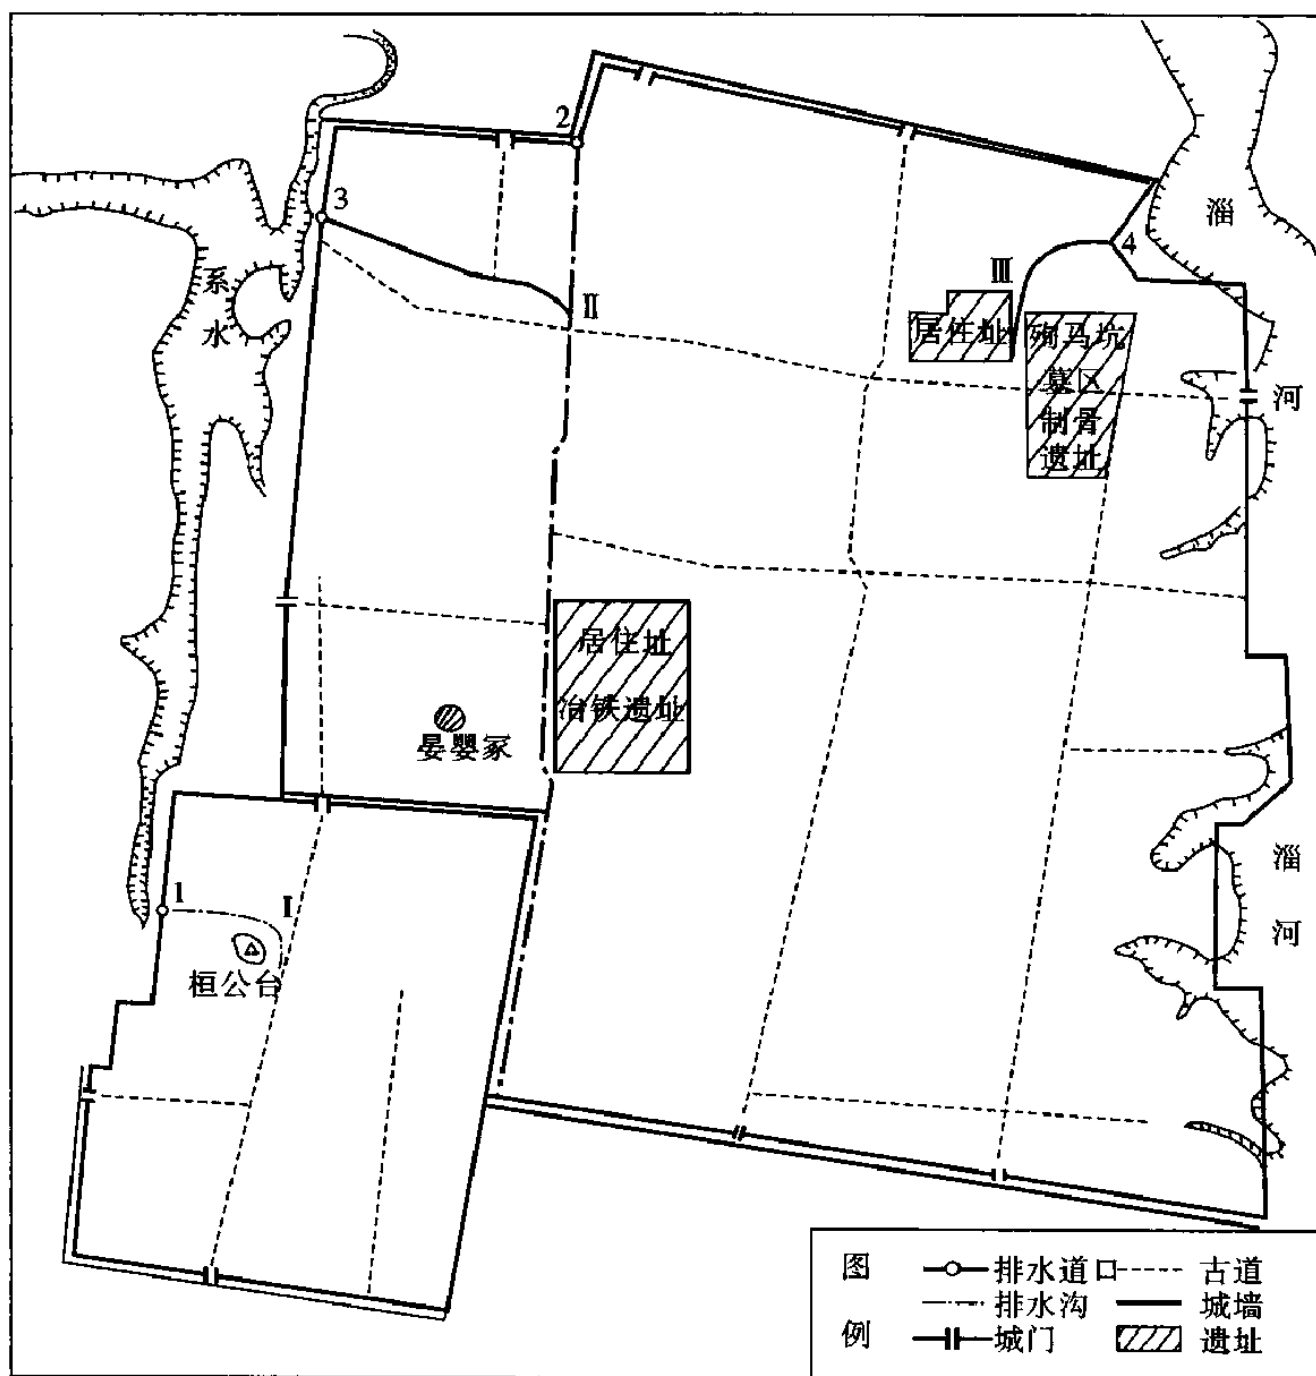 2
3
淄
4
系
水
Ⅲ
Ⅱ
居住址
殉马坑
墓区
制骨
遗址
河
居住址
冶铁遗址
晏婴冢
淄
河
1
Ⅰ
桓公台
图
例
排水道口
古道
排水沟
城墙
城门
遗址